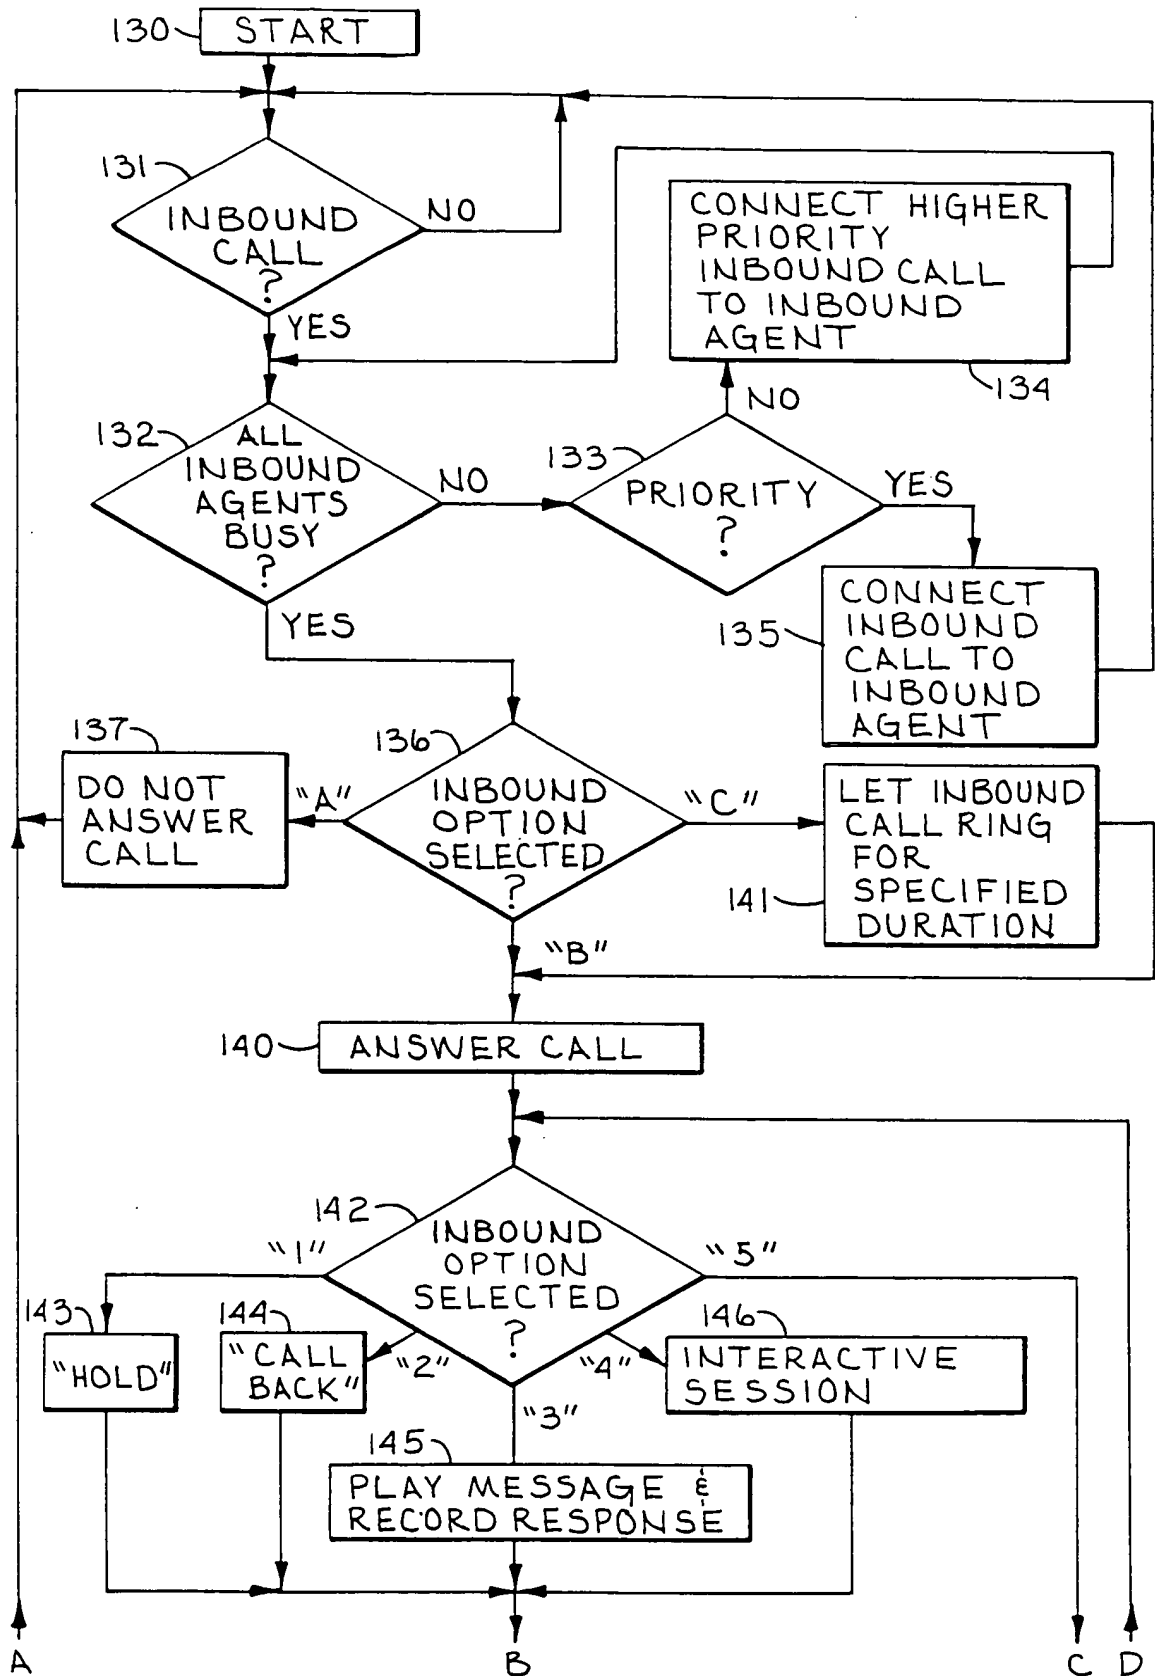 130
START
131
INBOUND
CALL
?
NO
YES
CONNECT HIGHER
PRIORITY
INBOUND CALL
TO INBOUND
AGENT
134
132
ALL
INBOUND
AGENTS
BUSY
?
NO
YES
133
PRIORITY
?
NO
YES
135
CONNECT
INBOUND
CALL TO
INBOUND
AGENT
137
DO NOT
ANSWER
CALL
"A"
136
INBOUND
OPTION
SELECTED
?
"C"
"B"
141
LET INBOUND
CALL RING
FOR
SPECIFIED
DURATION
140
ANSWER CALL
142
INBOUND
OPTION
SELECTED
?
"1"
"5"
143
"HOLD"
144
"CALL
BACK"
"2"
"3"
"4"
146
INTERACTIVE
SESSION
145
PLAY MESSAGE &
RECORD RESPONSE
A
B
C
D